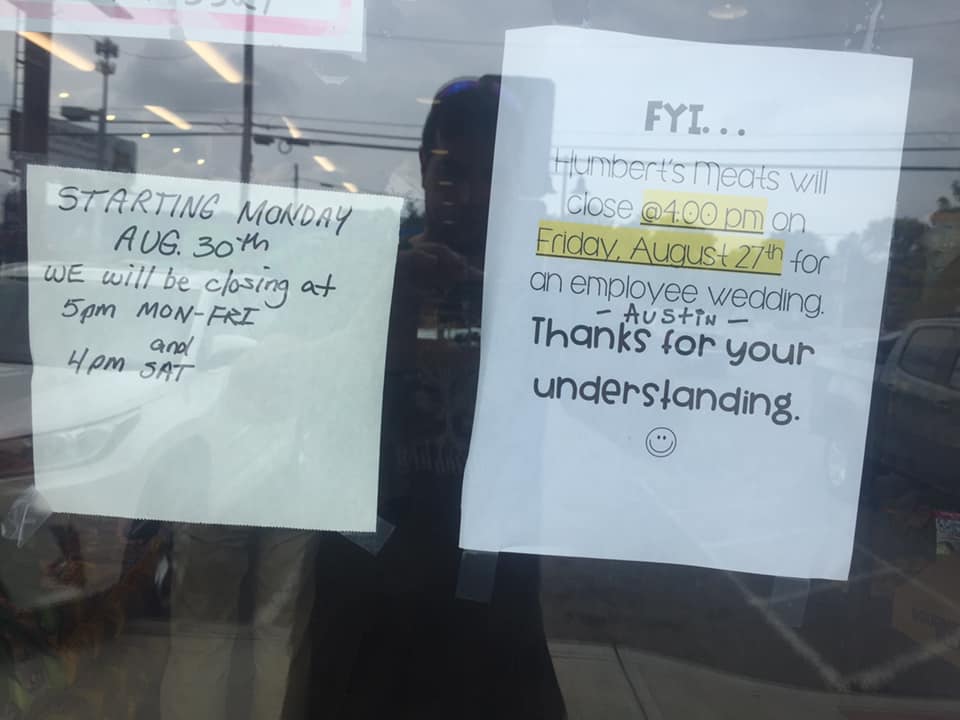 STARTING MONDAY
AUG. 30th
WE will be closing at
5pm MON-FRI
and
4pm SAT
FYI...
Humbert's Meats will
close @4:00 pm on
Friday, August 27th for
an employee wedding.
- AUSTIN -
Thanks for your
understanding.